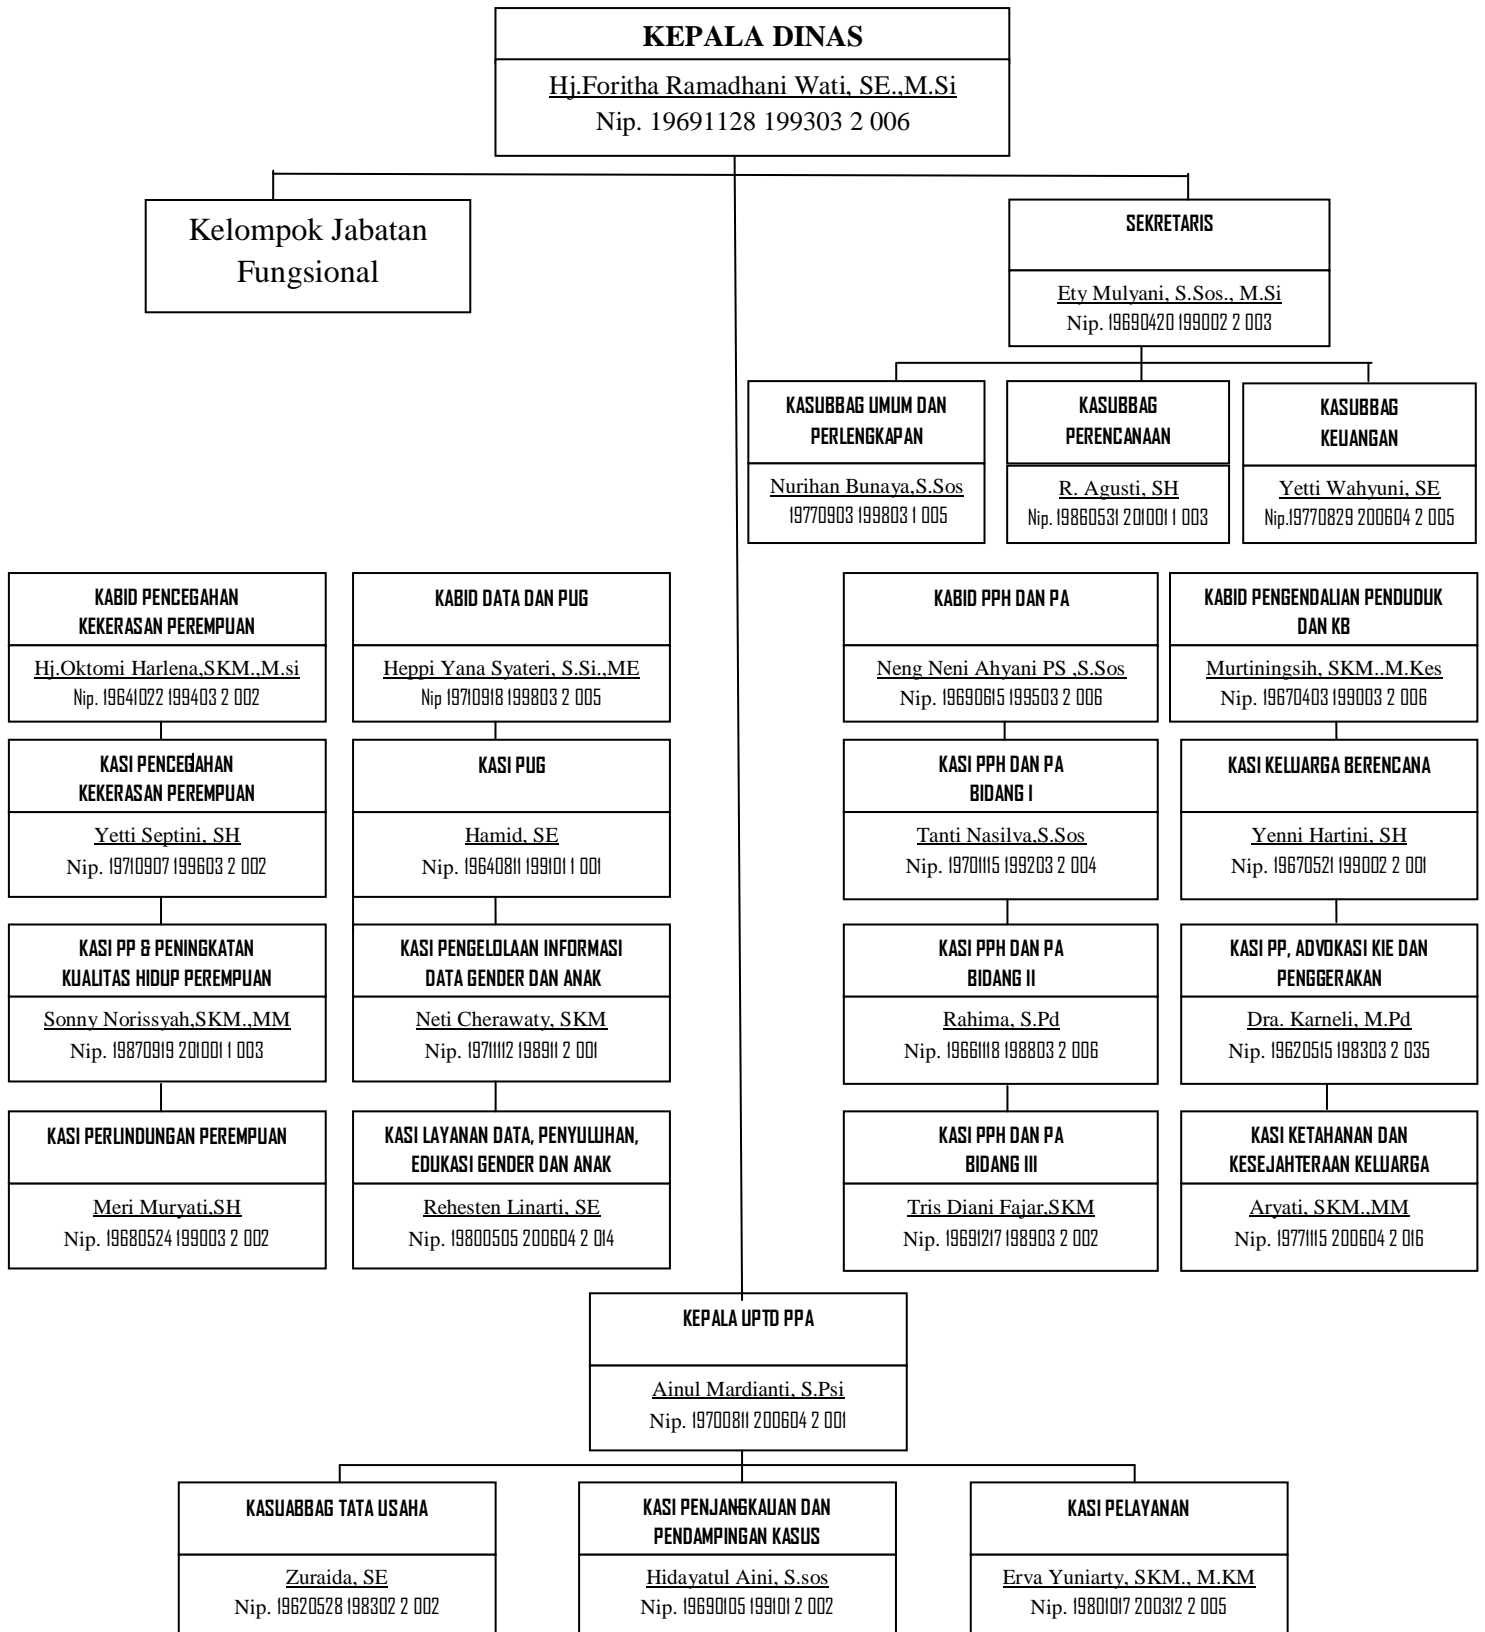 KEPALA DINAS
Hj.Foritha Ramadhani Wati, SE.,M.Si
Nip. 19691128 199303 2 006
Kelompok Jabatan
Fungsional
SEKRETARIS
Ety Mulyani, S.Sos., M.Si
Nip. 19690420 199002 2 003
KASUBBAG UMUM DAN
PERLENGKAPAN
Nurihan Bunaya,S.Sos
19770903 199803 1 005
KASUBBAG
PERENCANAAN
R. Agusti, SH
Nip. 19860531 201001 1 003
KASUBBAG
KEUANGAN
Yetti Wahyuni, SE
Nip.19770829 200604 2 005
KABID PENCEGAHAN
KEKERASAN PEREMPUAN
Hj.Oktomi Harlena,SKM.,M.si
Nip. 19641022 199403 2 002
KASI PENCEGAHAN
KEKERASAN PEREMPUAN
Yetti Septini, SH
Nip. 19710907 199603 2 002
KASI PP & PENINGKATAN
KUALITAS HIDUP PEREMPUAN
Sonny Norissyah,SKM.,MM
Nip. 19870919 201001 1 003
KASI PERLINDUNGAN PEREMPUAN
Meri Muryati,SH
Nip. 19680524 199003 2 002
KABID DATA DAN PUG
Heppi Yana Syateri, S.Si.,ME
Nip 19710918 199803 2 005
KASI PUG
Hamid, SE
Nip. 19640811 199101 1 001
KASI PENGELOLAAN INFORMASI
DATA GENDER DAN ANAK
Neti Cherawaty, SKM
Nip. 19711112 198911 2 001
KASI LAYANAN DATA, PENYULUHAN,
EDUKASI GENDER DAN ANAK
Rehesten Linarti, SE
Nip. 19800505 200604 2 014
KABID PPH DAN PA
Neng Neni Ahyani PS ,S.Sos
Nip. 19690615 199503 2 006
KASI PPH DAN PA
BIDANG I
Tanti Nasilva,S.Sos
Nip. 19701115 199203 2 004
KASI PPH DAN PA
BIDANG II
Rahima, S.Pd
Nip. 19661118 198803 2 006
KASI PPH DAN PA
BIDANG III
Tris Diani Fajar,SKM
Nip. 19691217 198903 2 002
KABID PENGENDALIAN PENDUDUK
DAN KB
Murtiningsih, SKM..M.Kes
Nip. 19670403 199003 2 006
KASI KELUARGA BERENCANA
Yenni Hartini, SH
Nip. 19670521 199002 2 001
KASI PP, ADVOKASI KIE DAN
PENGGERAKAN
Dra. Karneli, M.Pd
Nip. 19620515 198303 2 035
KASI KETAHANAN DAN
KESEJAHTERAAN KELUARGA
Aryati, SKM.,MM
Nip. 19771115 200604 2 016
KEPALA UPTD PPA
Ainul Mardianti, S.Psi
Nip. 19700811 200604 2 001
KASUABBAG TATA USAHA
Zuraida, SE
Nip. 19620528 198302 2 002
KASI PENJANGKAUAN DAN
PENDAMPINGAN KASUS
Hidayatul Aini, S.sos
Nip. 19690105 199101 2 002
KASI PELAYANAN
Erva Yuniarty, SKM., M.KM
Nip. 19801017 200312 2 005